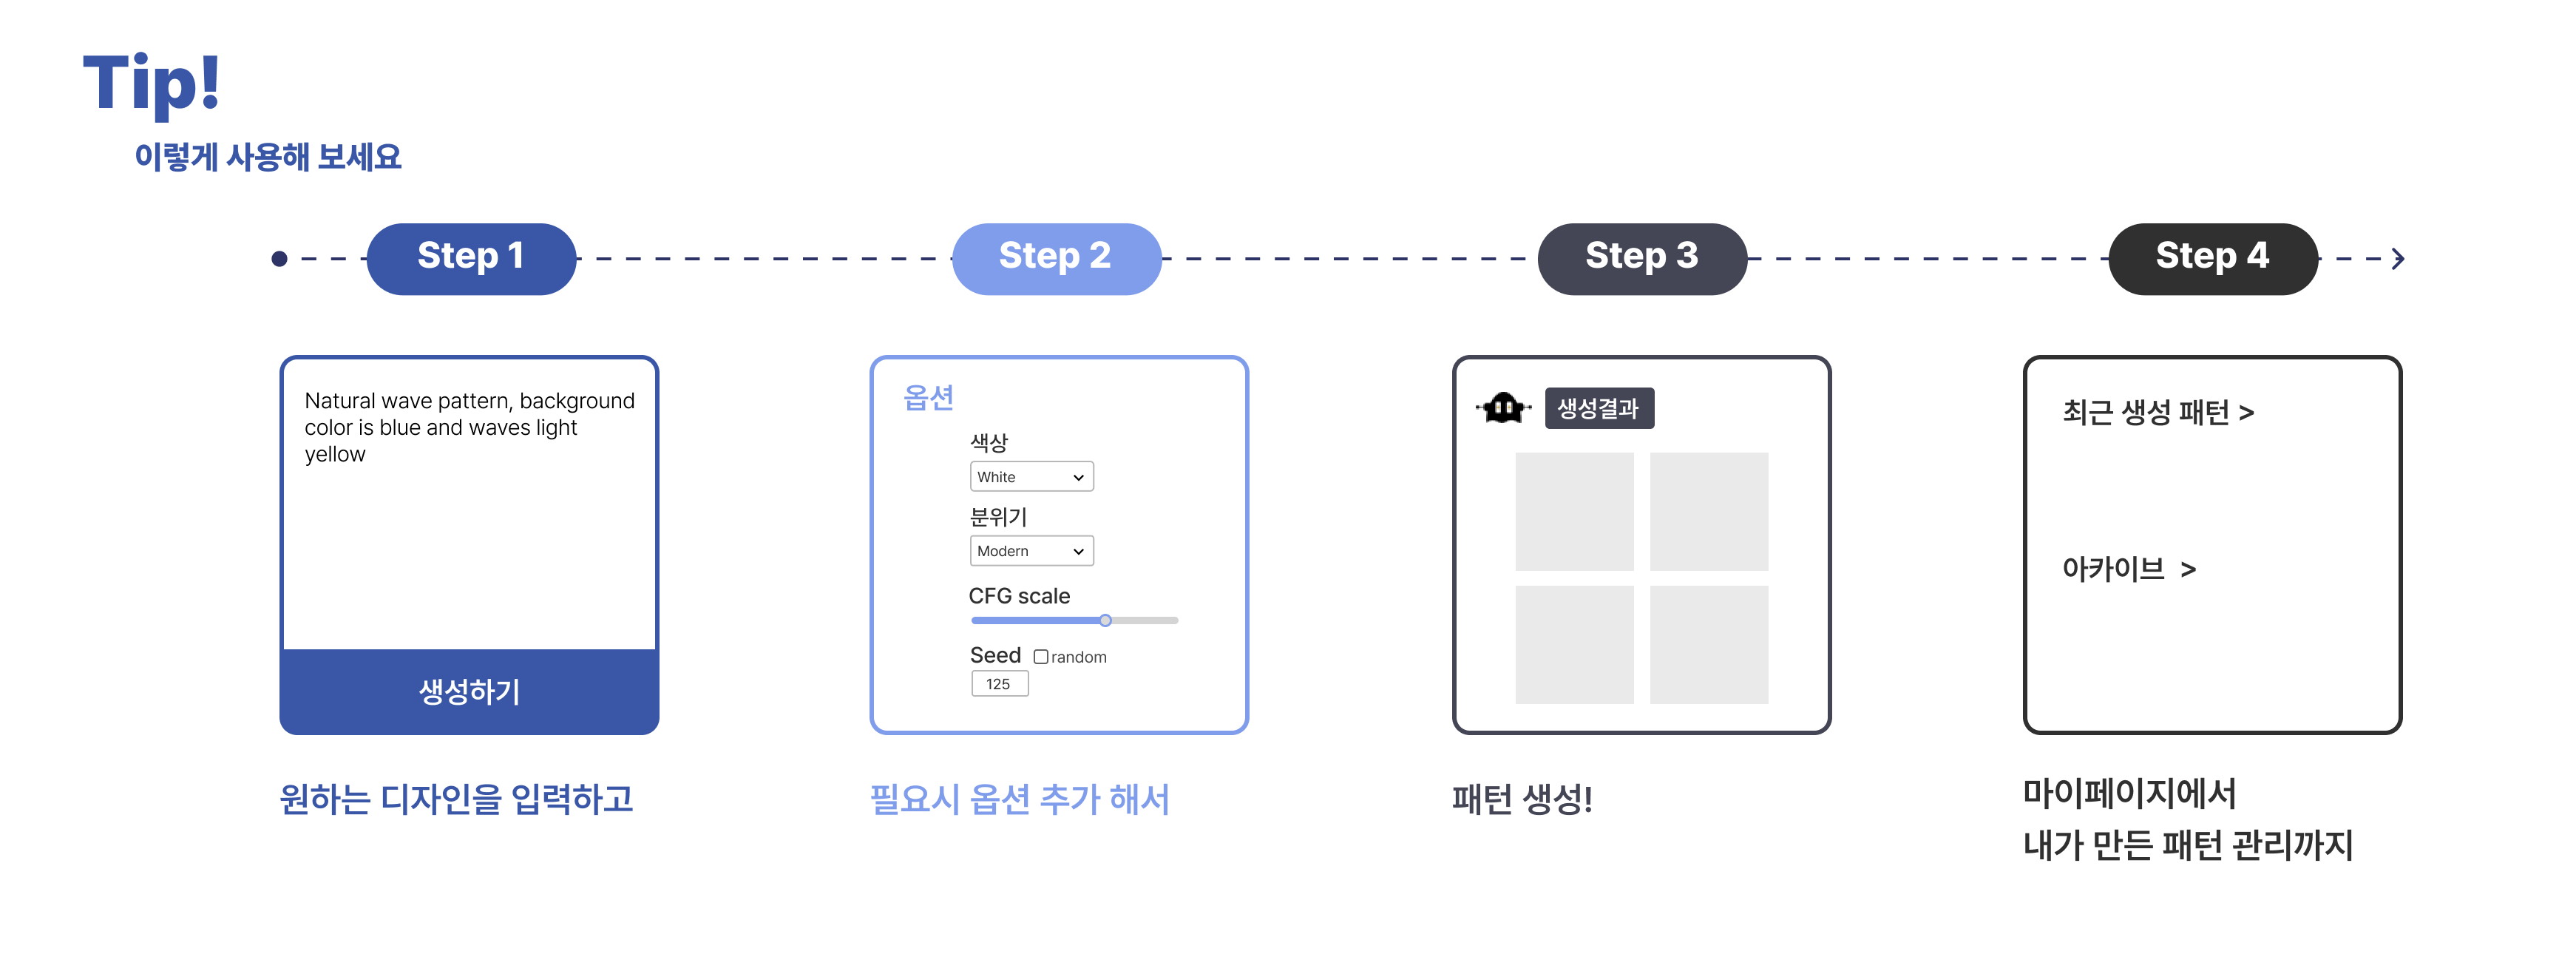 Tip!
이렇게 사용해 보세요
Step 1
Step 2
Step 3
Step 4
Natural wave pattern, background
color is blue and waves light
yellow
생성하기
원하는 디자인을 입력하고
옵션
색상
White
분위기
Modern
CFG scale
Seed random
125
필요시 옵션 추가 해서
생성결과
패턴 생성!
최근 생성 패턴 >
아카이브 >
마이페이지에서
내가 만든 패턴 관리까지